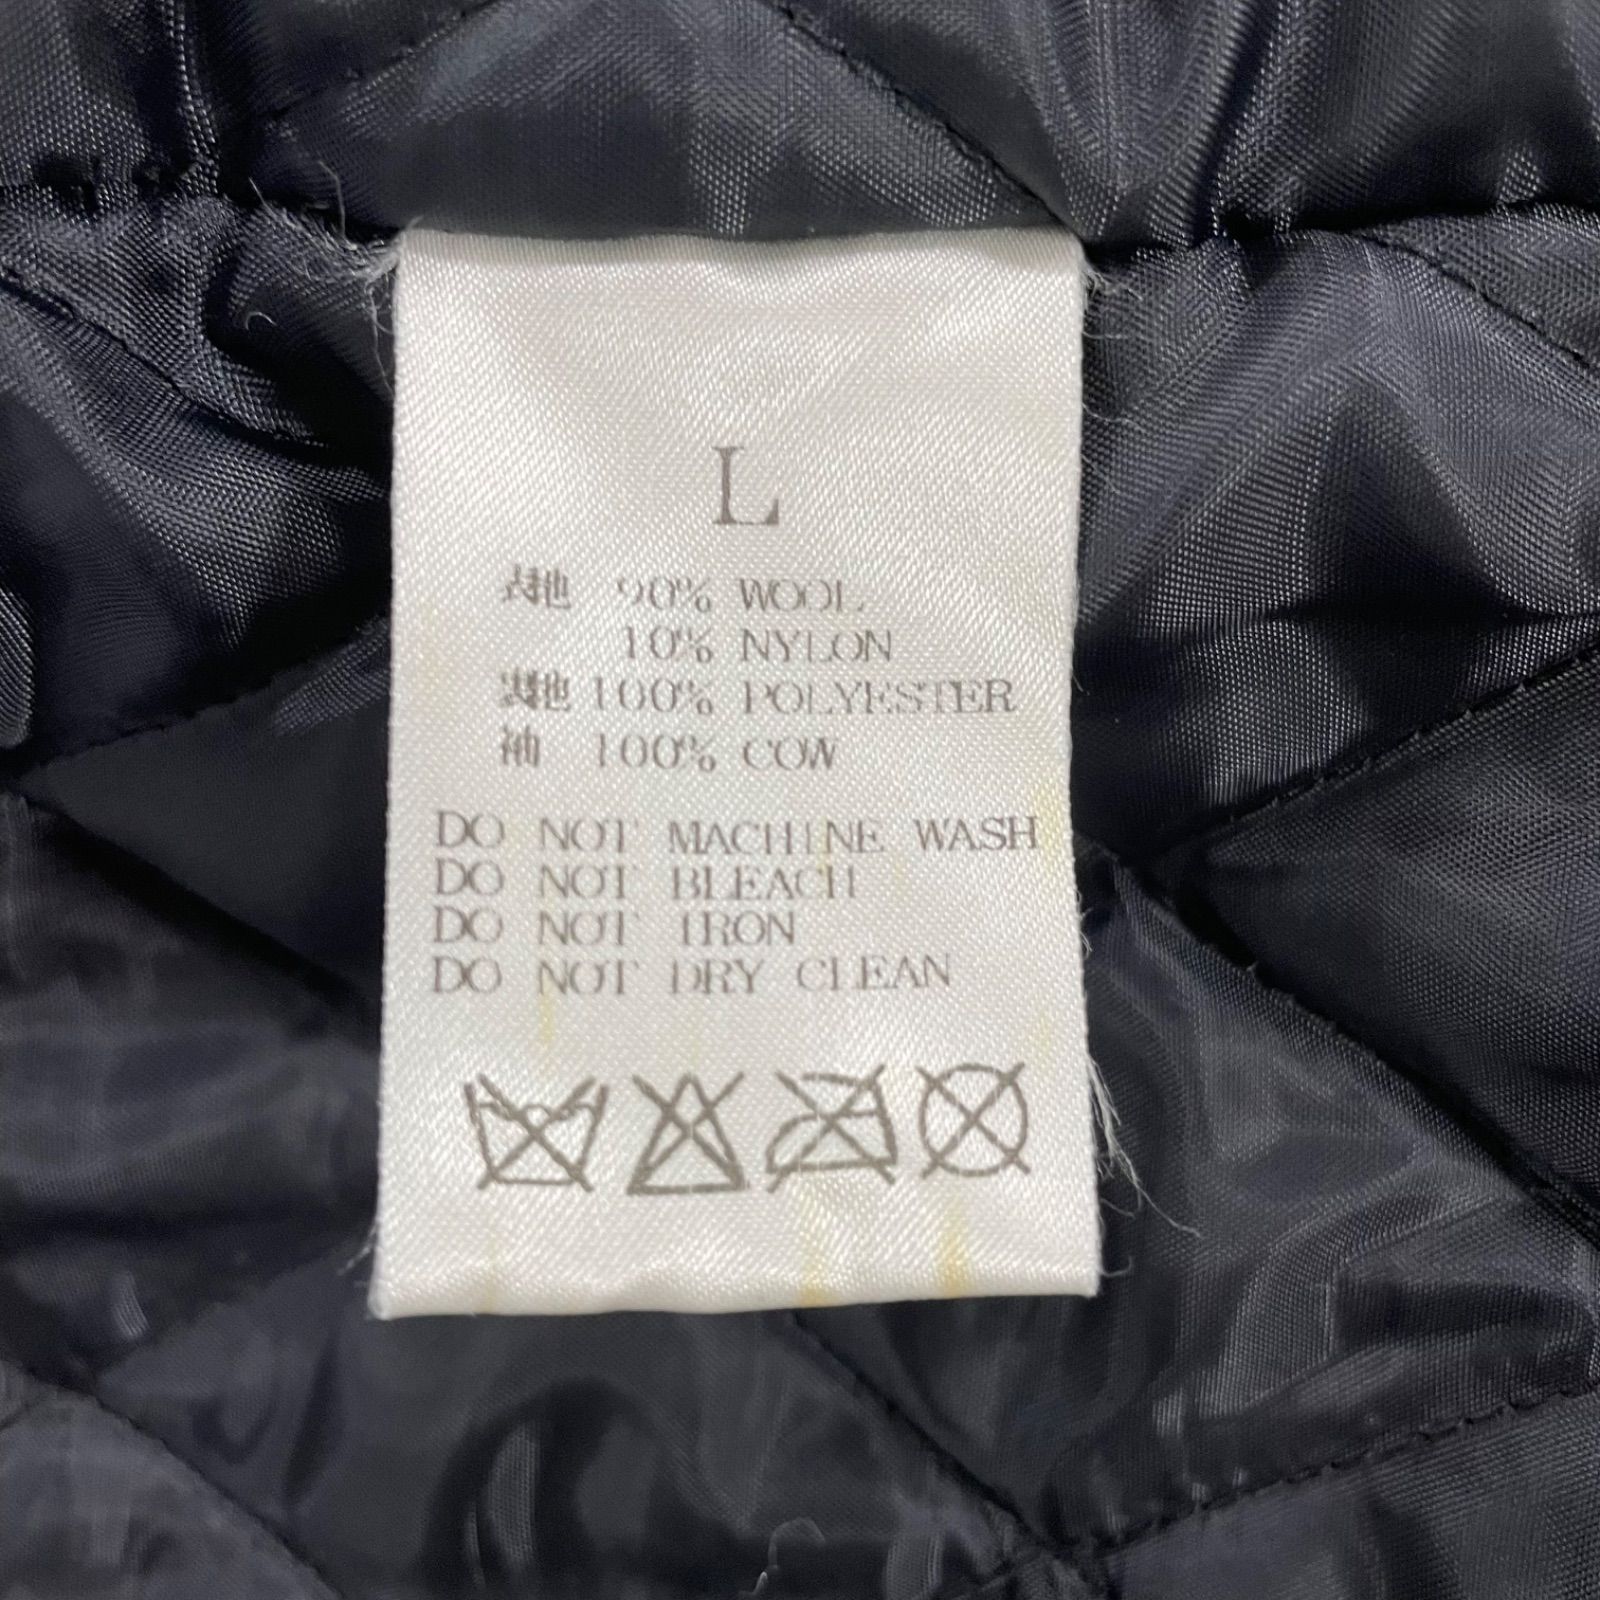 L
表地 90% WOOL
10% NYLON
裏地 100% POLYESTER
袖 100% COW
DO NOT MACHINE WASH
DO NOT BLEACH
DO NOT IRON
DO NOT DRY CLEAN